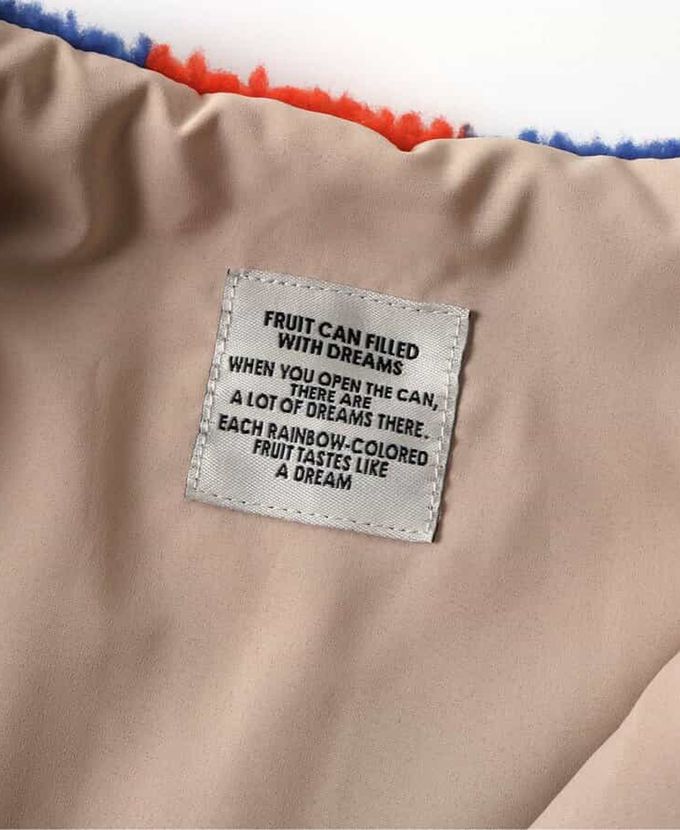 FRUIT CAN FILLED
WITH DREAMS
WHEN YOU OPEN THE CAN,
THERE ARE
A LOT OF DREAMS THERE.
EACH RAINBOW-COLORED
FRUIT TASTES LIKE
A DREAM